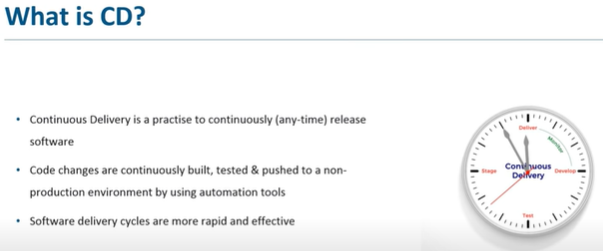 What is CD?
• Continuous Delivery is a practise to continuously (any-time) release
software
• Code changes are continuously built, tested & pushed to a non-
production environment by using automation tools
• Software delivery cycles are more rapid and effective
Deliver
Monitor
Continuous
Delivery
Stage
Develop
Test